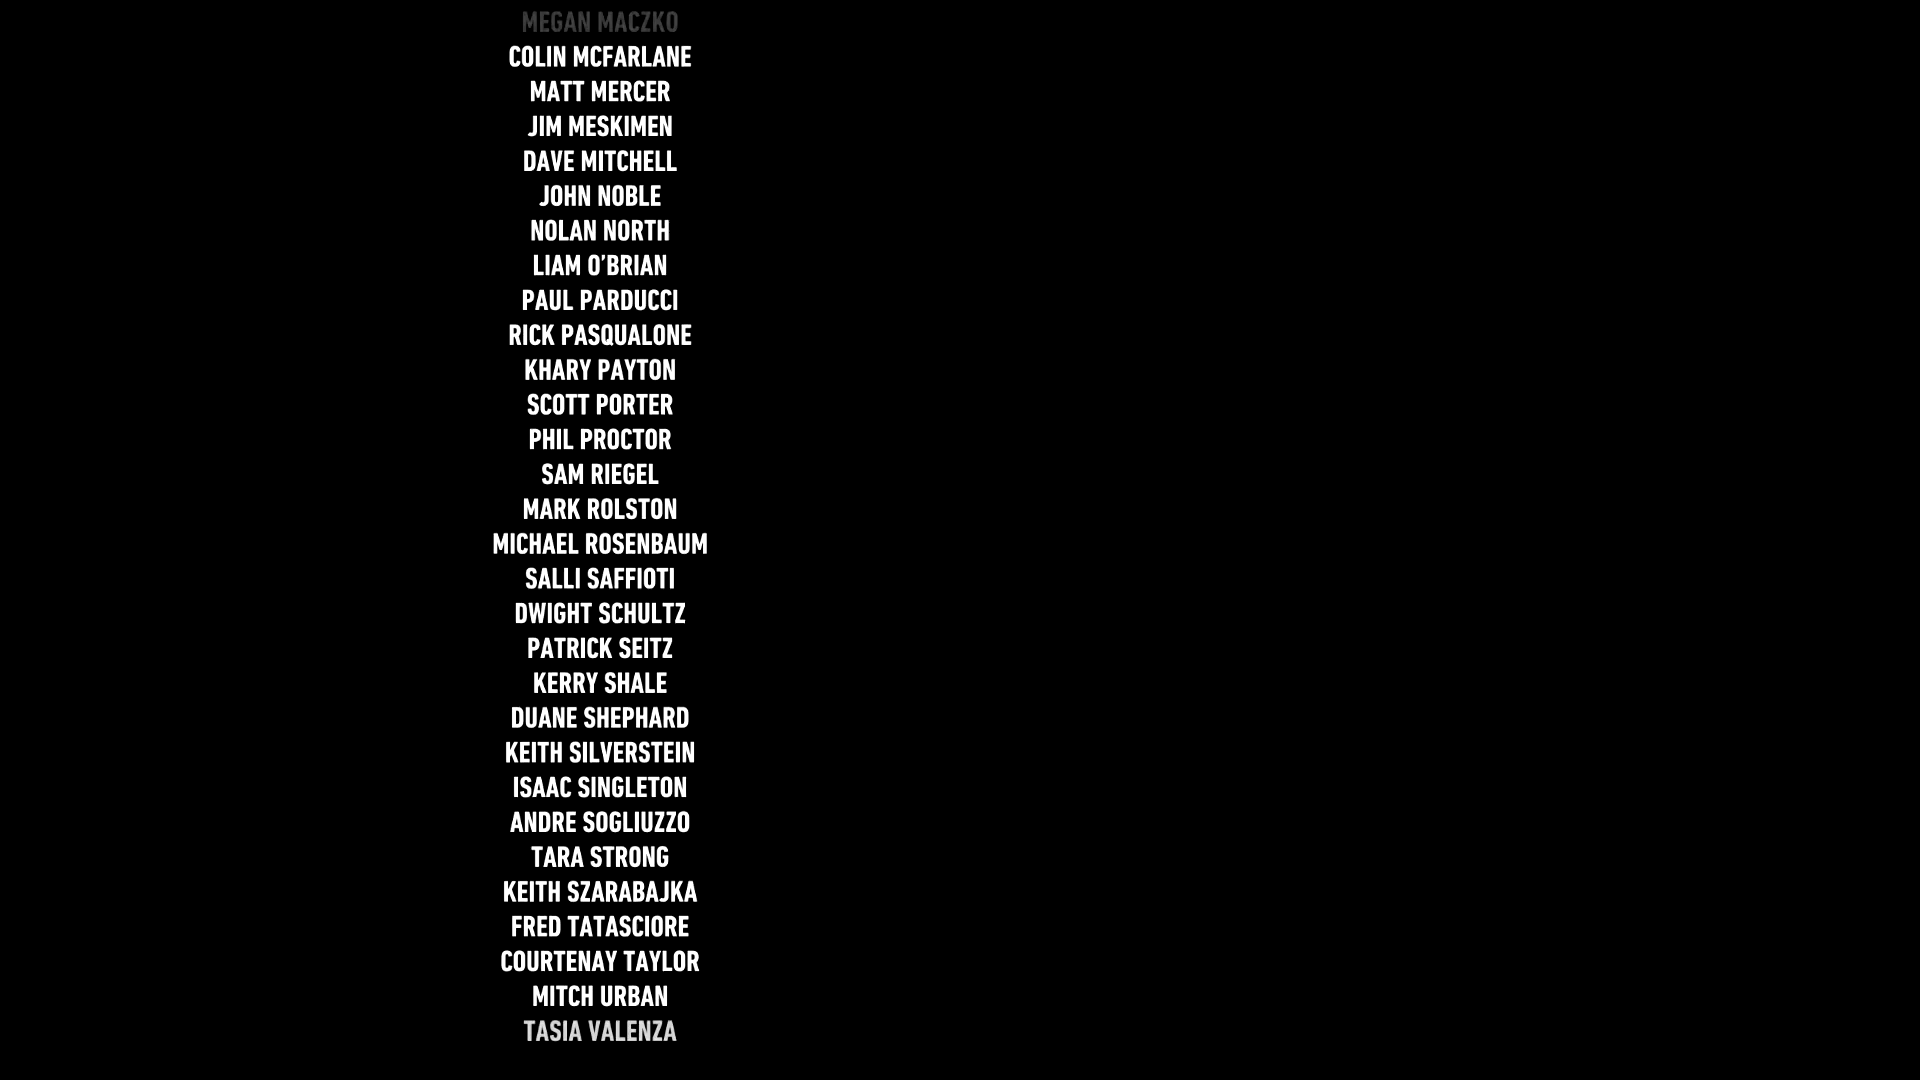 MEGAN MACZKO
COLIN MCFARLANE
MATT MERCER
JIM MESKIMEN
DAVE MITCHELL
JOHN NOBLE
NOLAN NORTH
LIAM O'BRIAN
PAUL PARDUCCI
RICK PASQUALONE
KHARY PAYTON
SCOTT PORTER
PHIL PROCTOR
SAM RIEGEL
MARK ROLSTON
MICHAEL ROSENBAUM
SALLI SAFFIOTI
DWIGHT SCHULTZ
PATRICK SEITZ
KERRY SHALE
DUANE SHEPHARD
KEITH SILVERSTEIN
ISAAC SINGLETON
ANDRE SOGLIUZZO
TARA STRONG
KEITH SZARABAJKA
FRED TATASCIORE
COURTENAY TAYLOR
MITCH URBAN
TASIA VALENZA